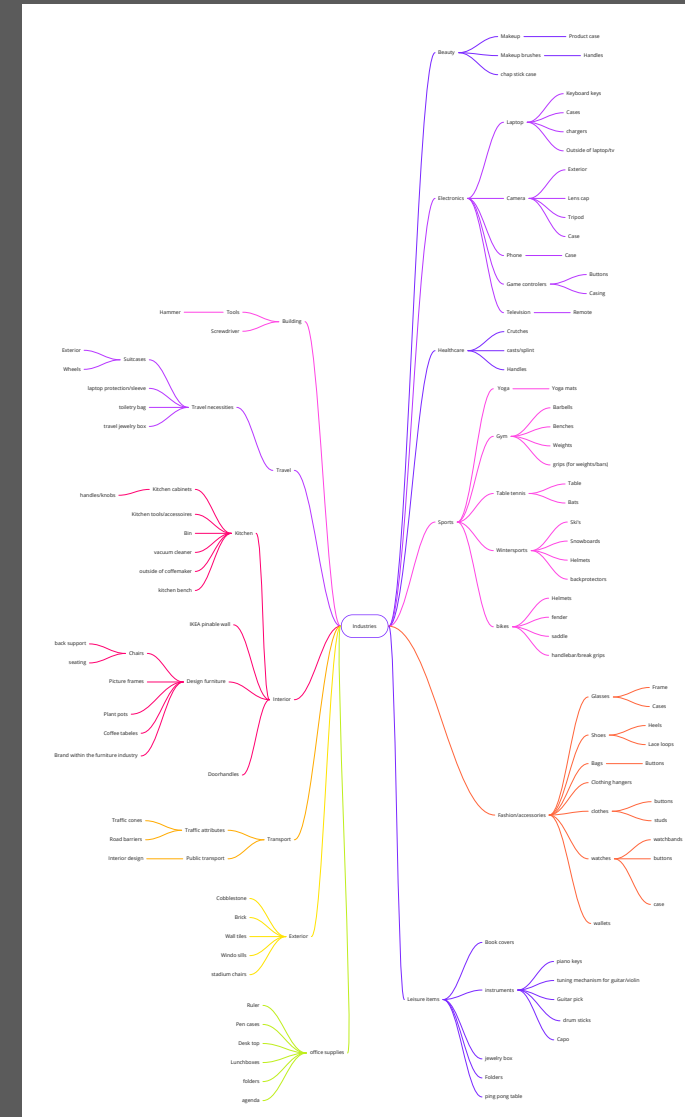 Industries
Beauty
Makeup
Product case
Makeup brushes
Handles
chap stick case
Electronics
Laptop
Keyboard keys
Cases
chargers
Outside of laptop/tv
Camera
Exterior
Lens cap
Tripod
Case
Phone
Case
Game controlers
Buttons
Casing
Television
Remote
Healthcare
Crutches
casts/splint
Handles
Sports
Yoga
Yoga mats
Gym
Barbells
Benches
Weights
grips (for weights/bars)
Table tennis
Table
Bats
Wintersports
Ski's
Snowboards
Helmets
backprotectors
bikes
Helmets
fender
saddle
handlebar/break grips
Fashion/accessories
Glasses
Frame
Cases
Shoes
Heels
Lace loops
Bags
Buttons
Clothing hangers
clothes
buttons
studs
watches
watchbands
buttons
case
wallets
Leisure items
Book covers
instruments
piano keys
tuning mechanism for guitar/violin
Guitar pick
drum sticks
Capo
jewelry box
Folders
ping pong table
Building
Tools
Hammer
Screwdriver
Travel
Travel necessities
Suitcases
Exterior
Wheels
laptop protection/sleeve
toiletry bag
travel jewelry box
Interior
Kitchen
Kitchen cabinets
handles/knobs
Kitchen tools/accessoires
Bin
vacuum cleaner
outside of coffemaker
kitchen bench
IKEA pinable wall
Design furniture
Chairs
back support
seating
Picture frames
Plant pots
Coffee tabeles
Brand within the furniture industry
Doorhandles
Transport
Traffic attributes
Traffic cones
Road barriers
Public transport
Interior design
Exterior
Cobblestone
Brick
Wall tiles
Windo sills
stadium chairs
office supplies
Ruler
Pen cases
Desk top
Lunchboxes
folders
agenda